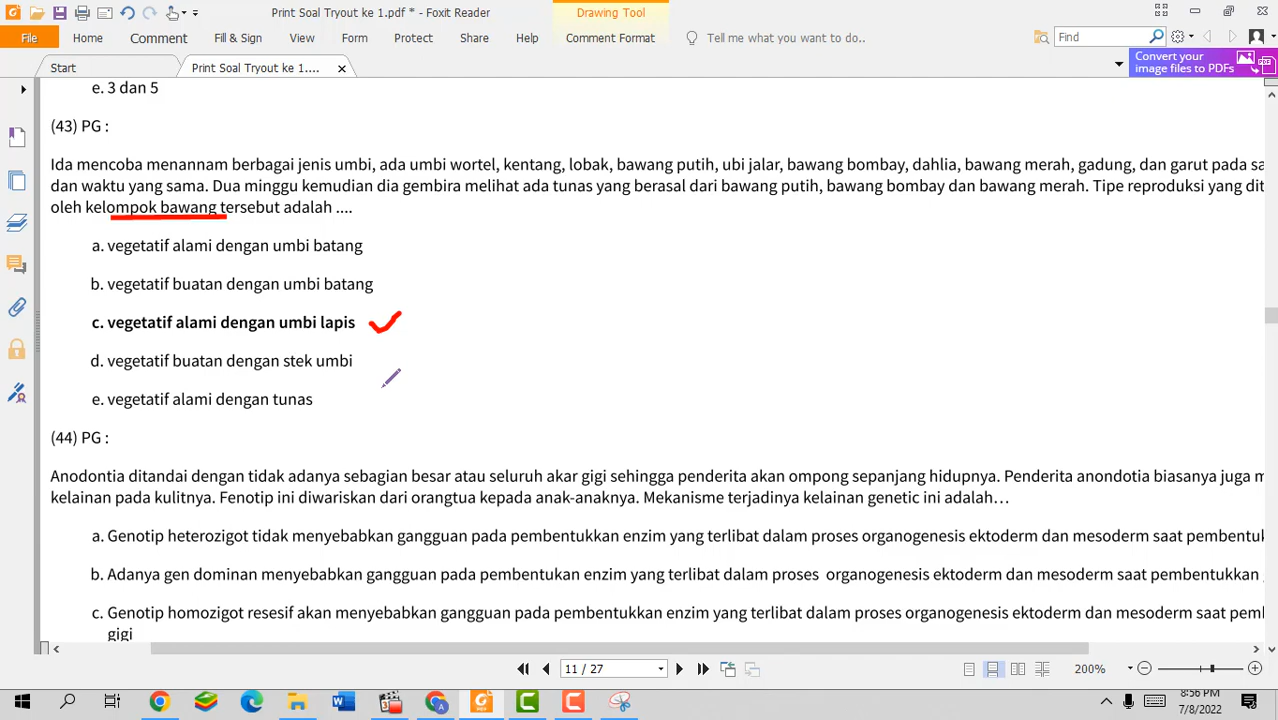 Print Soal Tryout ke 1.pdf * - Foxit Reader
Drawing Tool
File Home Comment Fill & Sign View Form Protect Share Help Comment Format Tell me what you want to do.. Find
Start Print Soal Tryout ke 1....
Convert your
image files to PDFs
e. 3 dan 5
(43) PG :
Ida mencoba menannam berbagai jenis umbi, ada umbi wortel, kentang, lobak, bawang putih, ubi jalar, bawang bombay, dahlia, bawang merah, gadung, dan garut pada sa
dan waktu yang sama. Dua minggu kemudian dia gembira melihat ada tunas yang berasal dari bawang putih, bawang bombay dan bawang merah. Tipe reproduksi yang dit
oleh kelompok bawang tersebut adalah ....
a. vegetatif alami dengan umbi batang
b. vegetatif buatan dengan umbi batang
c. vegetatif alami dengan umbi lapis
d. vegetatif buatan dengan stek umbi
e. vegetatif alami dengan tunas
(44) PG :
Anodontia ditandai dengan tidak adanya sebagian besar atau seluruh akar gigi sehingga penderita akan ompong sepanjang hidupnya. Penderita anondotia biasanya juga m
kelainan pada kulitnya. Fenotip ini diwariskan dari orangtua kepada anak-anaknya. Mekanisme terjadinya kelainan genetic ini adalah...
a. Genotip heterozigot tidak menyebabkan gangguan pada pembentukkan enzim yang terlibat dalam proses organogenesis ektoderm dan mesoderm saat pembentuk
b. Adanya gen dominan menyebabkan gangguan pada pembentukan enzim yang terlibat dalam proses organogenesis ektoderm dan mesoderm saat pembentukkan
c. Genotip homozigot resesif akan menyebabkan gangguan pada pembentukkan enzim yang terlibat dalam proses organogenesis ektoderm dan mesoderm saat pem
gigi
11 / 27
200%
8:56 PM
7/8/2022